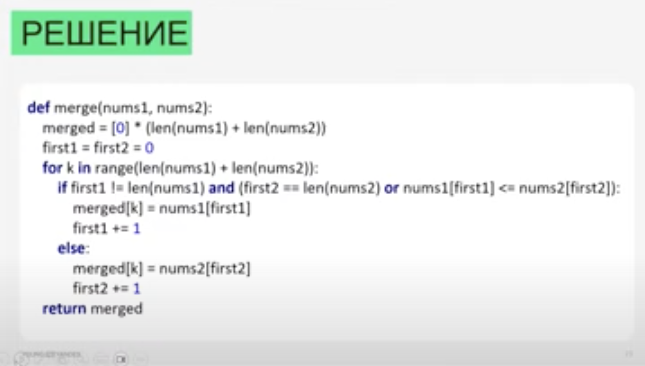 РЕШЕНИЕ
def merge(nums1, nums2):
merged = [0] * (len(nums1) + len(nums2))
first1 = first2 = 0
for k in range(len(nums1) + len(nums2)):
if first1 != len(nums1) and (first2 == len(nums2) or nums1[first1] <= nums2[first2]):
merged[k] = nums1[first1]
first1 += 1
else:
merged[k] = nums2[first2]
first2 += 1
return merged